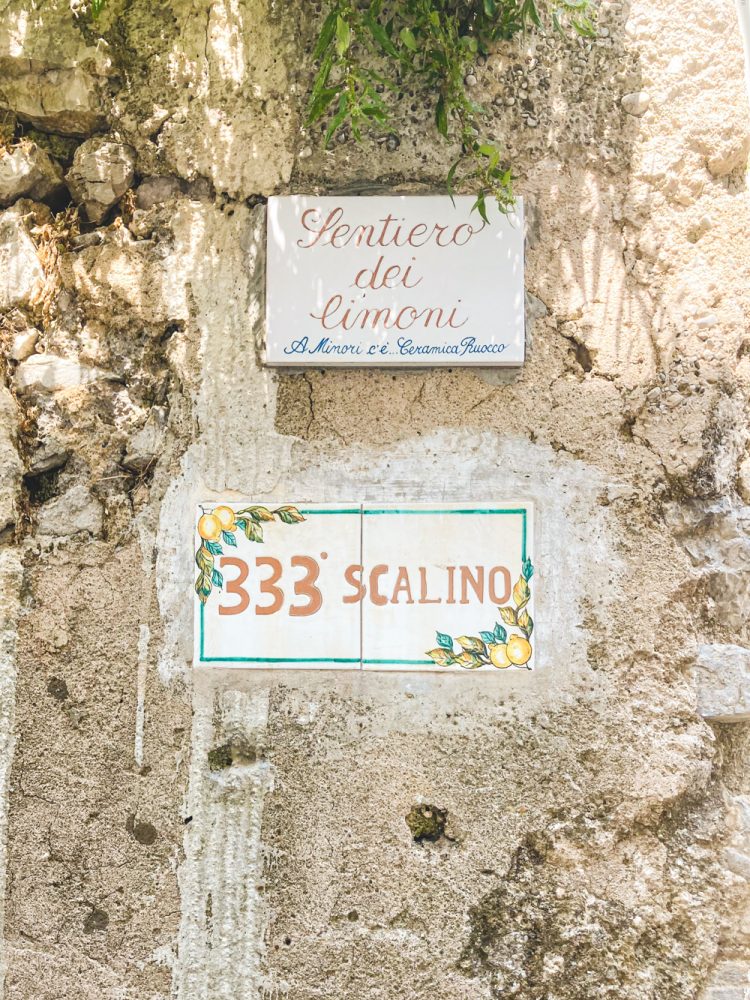 Sentiero
dei
limoni
A Minori c'è... Ceramica Ruocco
333° SCALINO